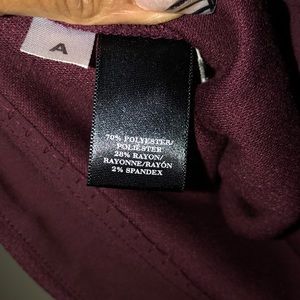 A
70% POLYESTER/
POLIÉSTER
28% RAYON/
RAYONNE/RAYÓN
2% SPANDEX